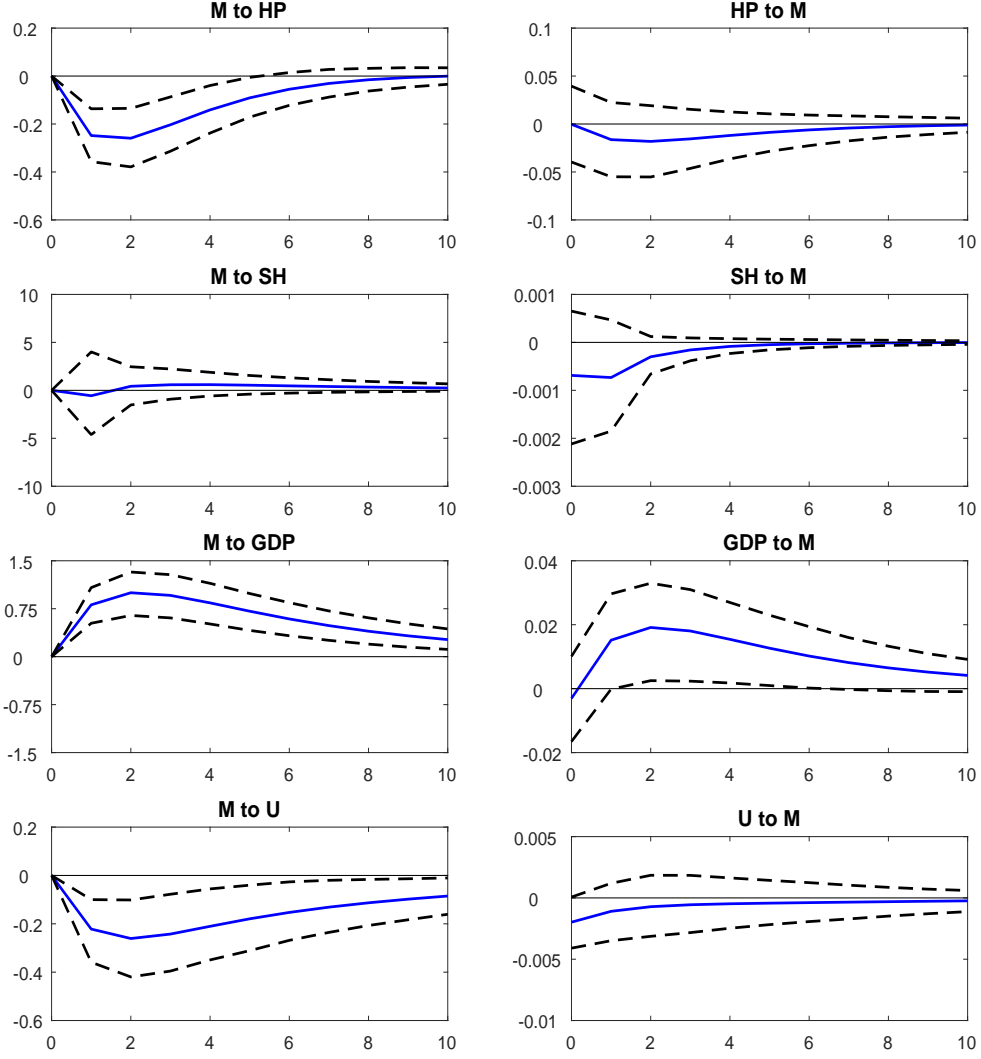 M to HP
0.2
0
-0.2
-0.4
-0.6
0 2 4 6 8 10
HP to M
0.1
0.05
0
-0.05
-0.1
0 2 4 6 8 10
M to SH
10
5
0
-5
-10
0 2 4 6 8 10
SH to M
0.001
0
-0.001
-0.002
-0.003
0 2 4 6 8 10
M to GDP
1.5
0.75
0
-0.75
-1.5
0 2 4 6 8 10
GDP to M
0.04
0.02
0
-0.02
0 2 4 6 8 10
M to U
0.2
0
-0.2
-0.4
-0.6
0 2 4 6 8 10
U to M
0.005
0
-0.005
-0.01
0 2 4 6 8 10